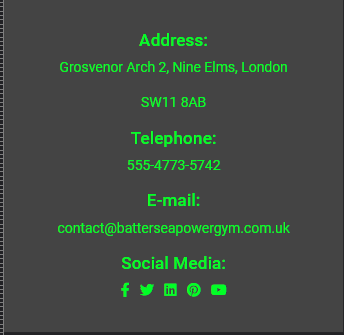 Address:
Grosvenor Arch 2, Nine Elms, London
SW11 8AB
Telephone:
555-4773-5742
E-mail:
contact@batterseapowergym.com.uk
Social Media: